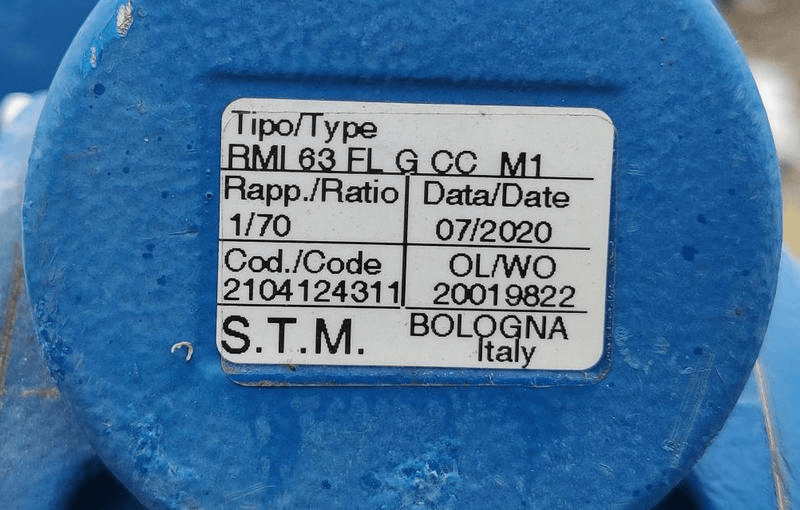 Tipo/Type
RMI 63 FL G CC M1
Rapp./Ratio Data/Date
1/70 07/2020
Cod./Code OL/WO
2104124311 20019822
S.T.M. BOLOGNA
Italy